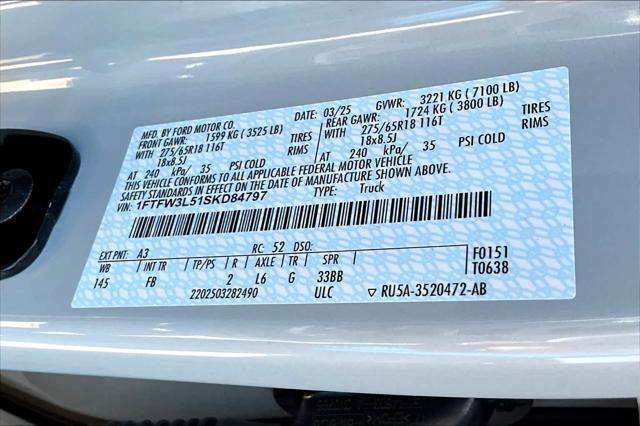 MFD. BY FORD MOTOR CO. DATE: 03/25 GVWR: 3221 KG ( 7100 LB)
FRONT GAWR: 1599 KG ( 3525 LB) REAR GAWR: 1724 KG ( 3800 LB)
WITH 275/65R18 116T TIRES WITH 275/65R18 116T TIRES
18x8.5J RIMS 18x8.5J RIMS
AT 240 kPa/ 35 PSI COLD AT 240 kPa/ 35 PSI COLD
THIS VEHICLE CONFORMS TO ALL APPLICABLE FEDERAL MOTOR VEHICLE
SAFETY STANDARDS IN EFFECT ON THE DATE OF MANUFACTURE SHOWN ABOVE.
VIN: 1FTFW3L51SKD84797 TYPE: Truck
EXT PNT: A3 RC: 52 DSO: F0151
WB INT TR TP/PS R AXLE TR SPR T0638
145 FB 2 L6 G 33BB
2202503282490 ULC RU5A-3520472-AB